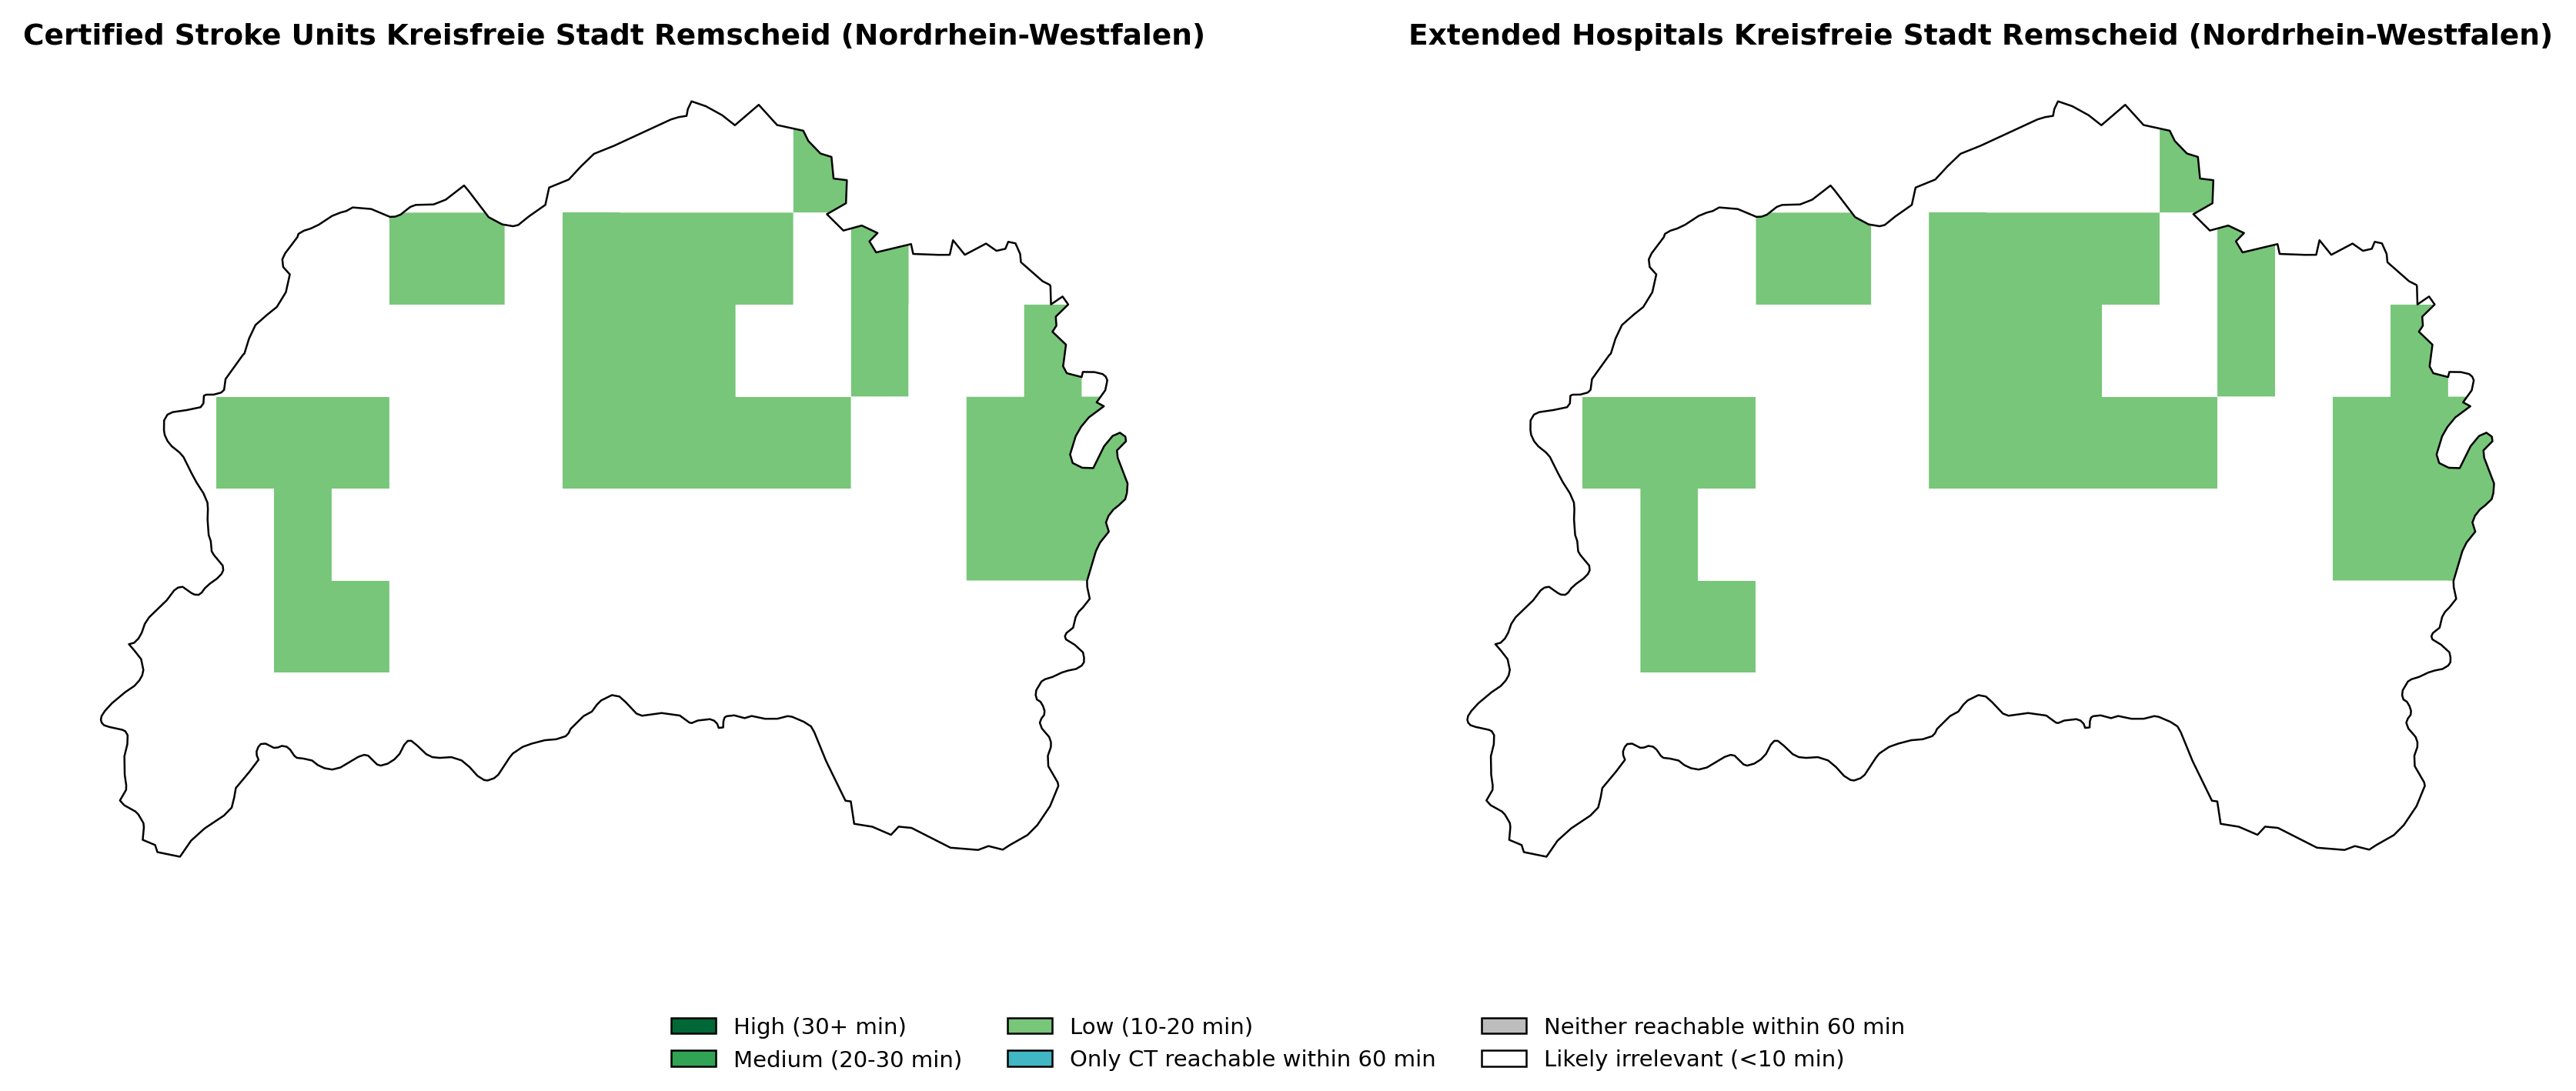 Certified Stroke Units Kreisfreie Stadt Remscheid (Nordrhein-Westfalen)
Extended Hospitals Kreisfreie Stadt Remscheid (Nordrhein-Westfalen)
High (30+ min)
Medium (20-30 min)
Low (10-20 min)
Only CT reachable within 60 min
Neither reachable within 60 min
Likely irrelevant (<10 min)